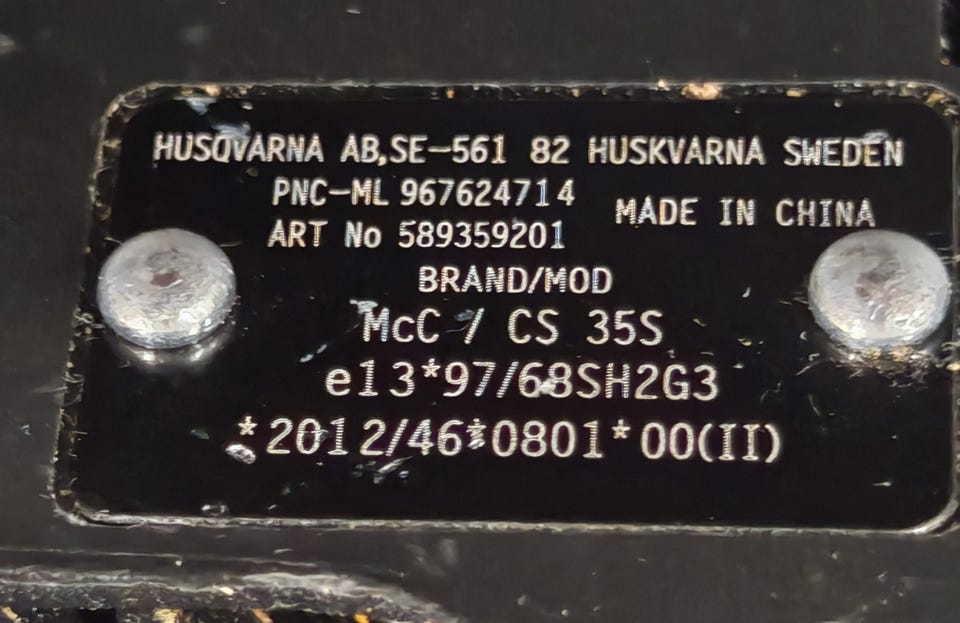 HUSQVARNA AB,SE-561 82 HUSKVARNA SWEDEN
PNC-ML 967624714
MADE IN CHINA
ART No 589359201
BRAND/MOD
McC / CS 35S
e13*97/68SH2G3
*2012/46*0801*00(II)